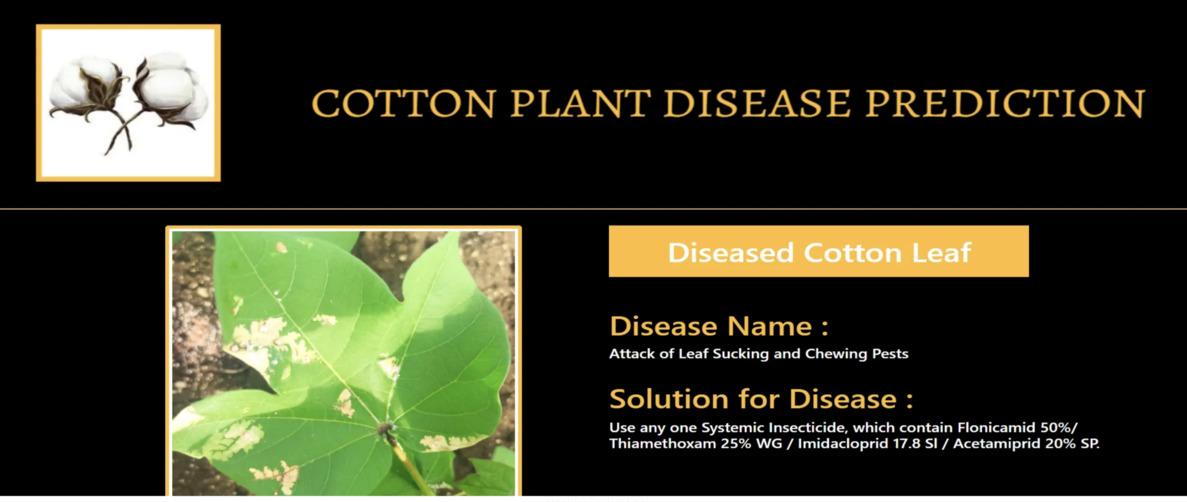 COTTON PLANT DISEASE PREDICTION
Diseased Cotton Leaf
Disease Name :
Attack of Leaf Sucking and Chewing Pests
Solution for Disease :
Use any one Systemic Insecticide, which contain Flonicamid 50%/
Thiamethoxam 25% WG / Imidacloprid 17.8 Sl / Acetamiprid 20% SP.